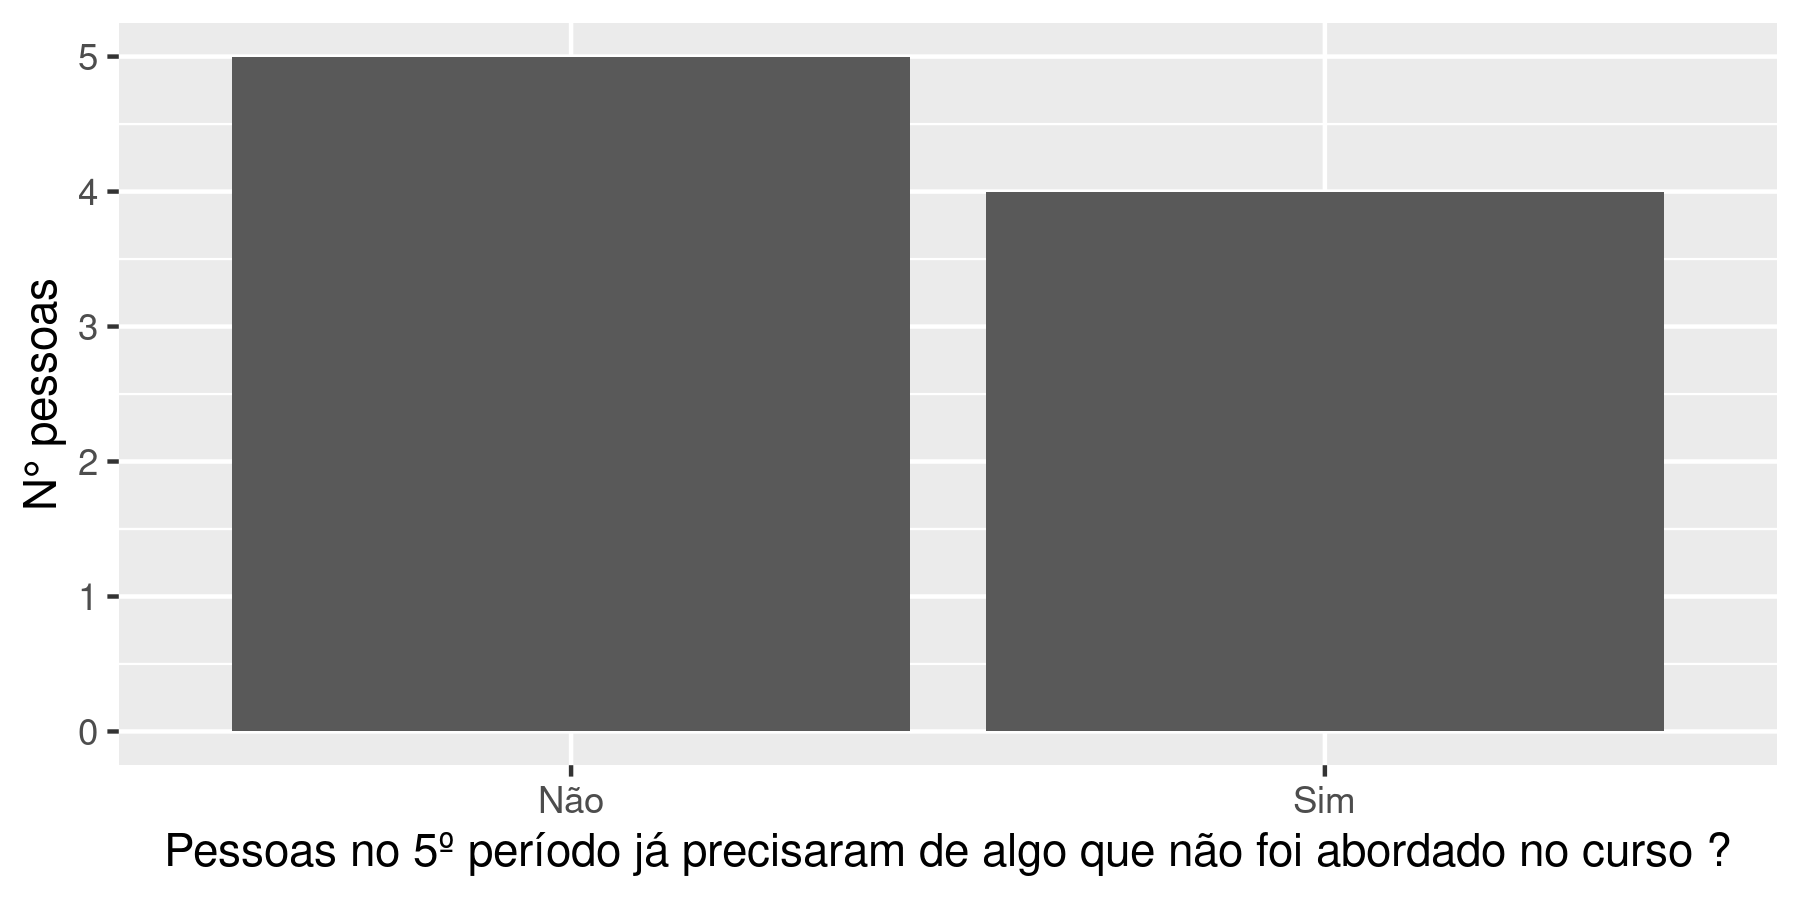 5
4
3
2
1
0
N° pessoas
Não
Sim
Pessoas no 5º período já precisaram de algo que não foi abordado no curso ?